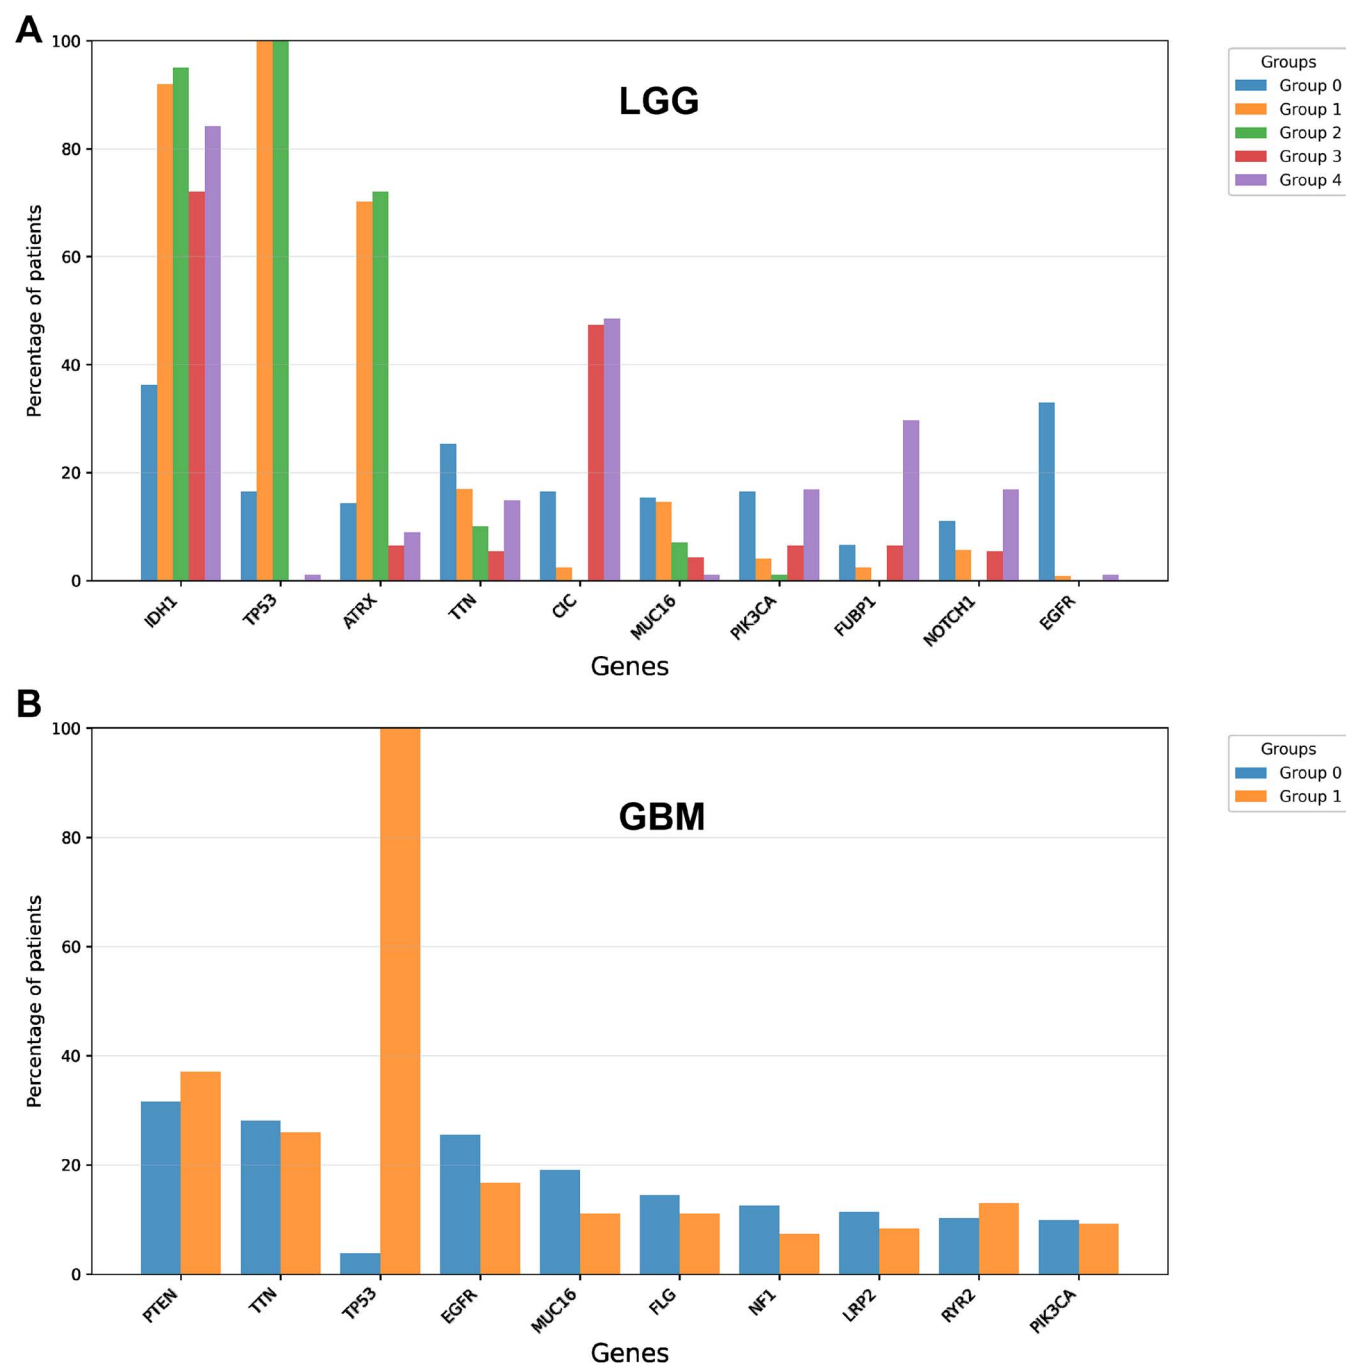 A
LGG
Groups
Group 0
Group 1
Group 2
Group 3
Group 4
Percentage of patients
100
80
60
40
20
0
IDH1
TP53
ATRX
TTN
CIC
MUC16
PIK3CA
FUBP1
NOTCH1
EGFR
Genes
B
GBM
Groups
Group 0
Group 1
Percentage of patients
100
80
60
40
20
0
PTEN
TTN
TP53
EGFR
MUC16
FLG
NF1
LRP2
RYR2
PIK3CA
Genes